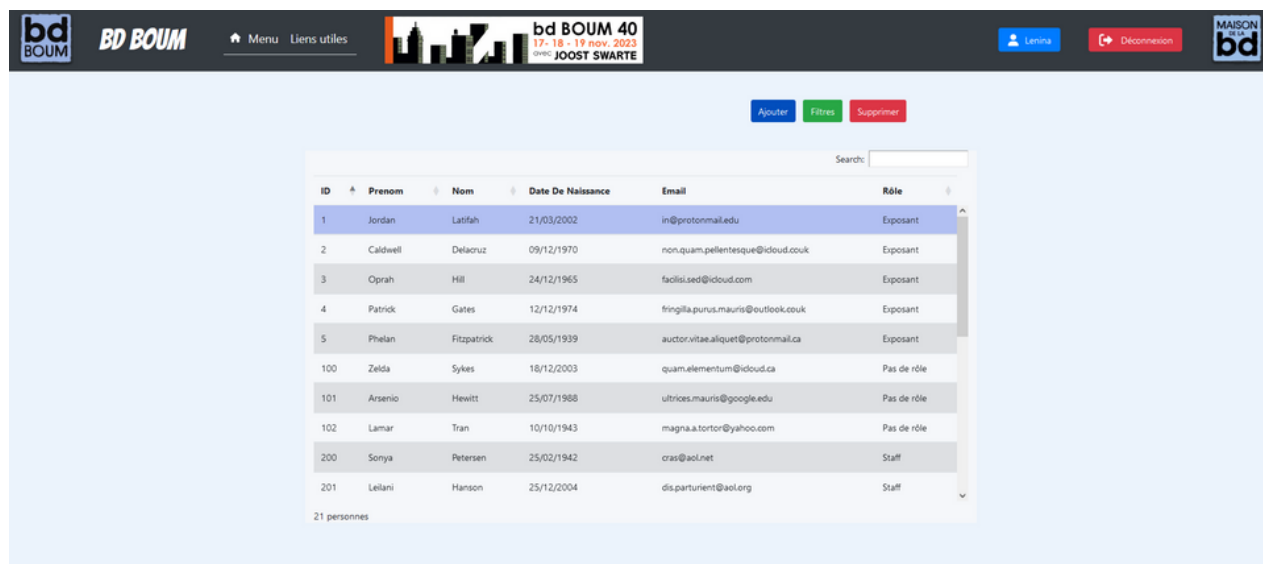 bd BOUM
BD BOUM
Menu Liens utiles
bd BOUM 40
17- 18 - 19 nov. 2023
avec JOOST SWARTE
Lenina
Déconnexion
MAISON DE LA bd
Ajouter Filtres Supprimer
Search:
ID Prenom Nom Date De Naissance Email Rôle
1 Jordan Latifah 21/03/2002 in@protonmail.edu Exposant
2 Caldwell Delacruz 09/12/1970 non.quam.pellentesque@icloud.couk Exposant
3 Oprah Hill 24/12/1965 facilisi.sed@icloud.com Exposant
4 Patrick Gates 12/12/1974 fringilla.purus.mauris@outlook.couk Exposant
5 Phelan Fitzpatrick 28/05/1939 auctor.vitae.aliquet@protonmail.ca Exposant
100 Zelda Sykes 18/12/2003 quam.elementum@icloud.ca Pas de rôle
101 Arsenio Hewitt 25/07/1988 ultrices.mauris@google.edu Pas de rôle
102 Lamar Tran 10/10/1943 magna.a.tortor@yahoo.com Pas de rôle
200 Sonya Petersen 25/02/1942 cras@aol.net Staff
201 Leilani Hanson 25/12/2004 dis.parturient@aol.org Staff
21 personnes